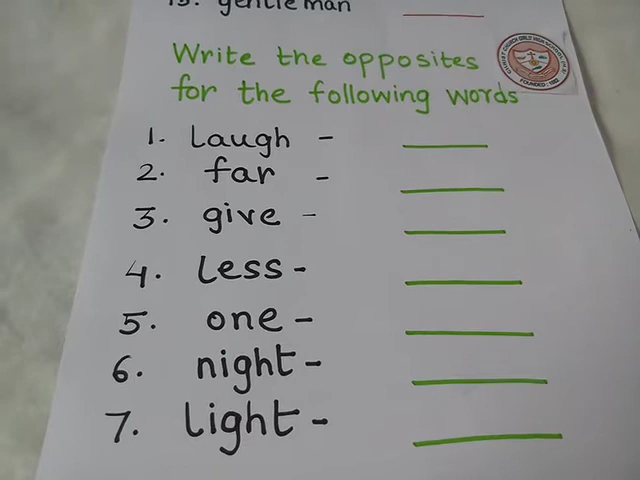 13. gentleman
Write the opposites
for the following words
1. laugh -
2. far -
3. give -
4. less -
5. one -
6. night -
7. light -